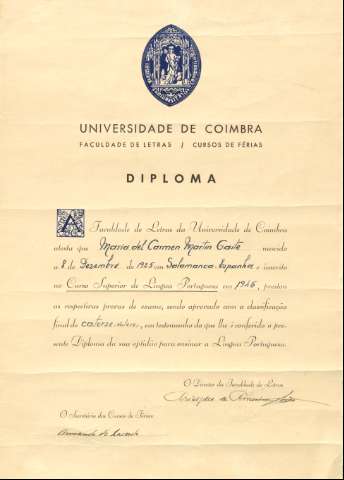 UNIVERSIDADE DE COIMBRA
FACULDADE DE LETRAS / CURSOS DE FÉRIAS
DIPLOMA
A Faculdade de Letras da Universidade de Coimbra
atesta que Maria del Carmen Martin Gaite nascido
a 8 de Dezembro de 1925 em Salamanca, Espanha e inscrito
no Curso Superior de Língua Portuguesa em 1946, prestou
as respectivas provas de exame, sendo aprovado com a classificação
final de catorze valores, em testemunho do que lhe é conferido o pre-
sente Diploma da sua aptidão para ensinar a Língua Portuguesa.
O Director da Faculdade de Letras
O Secretário dos Cursos de Férias